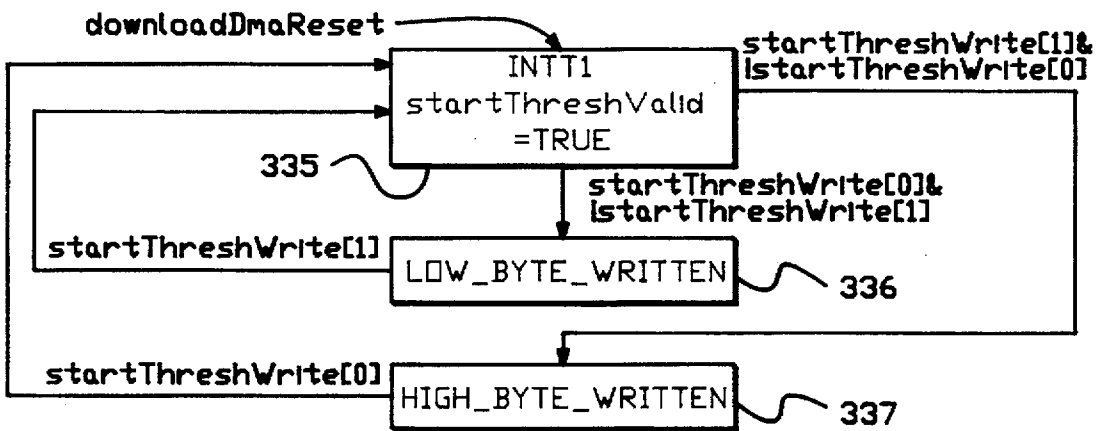 downloadDmaReset
startThreshWrite[1]&
!startThreshWrite[0]
INTT1
startThreshValid
=TRUE
335
startThreshWrite[0]&
!startThreshWrite[1]
startThreshWrite[1]
LOW_BYTE_WRITTEN
336
startThreshWrite[0]
HIGH_BYTE_WRITTEN
337